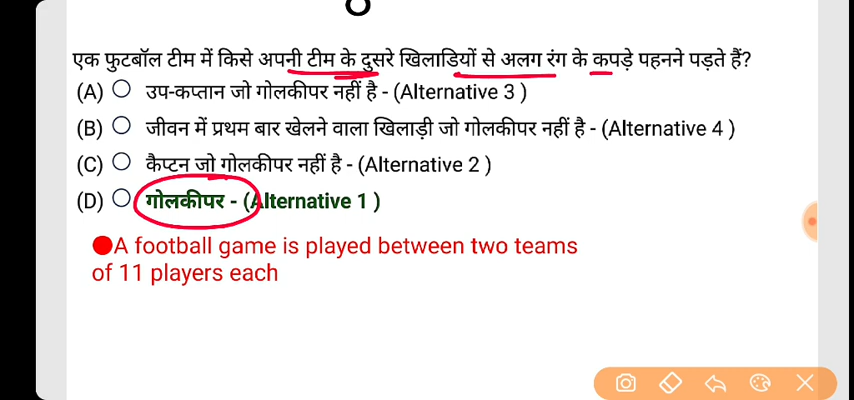 एक फुटबॉल टीम में किसे अपनी टीम के दुसरे खिलाडियों से अलग रंग के कपड़े पहनने पड़ते हैं?
(A) उप-कप्तान जो गोलकीपर नहीं है - (Alternative 3 )
(B) जीवन में प्रथम बार खेलने वाला खिलाड़ी जो गोलकीपर नहीं है - (Alternative 4 )
(C) कैप्टन जो गोलकीपर नहीं है - (Alternative 2 )
(D) गोलकीपर - (Alternative 1 )
●A football game is played between two teams
of 11 players each